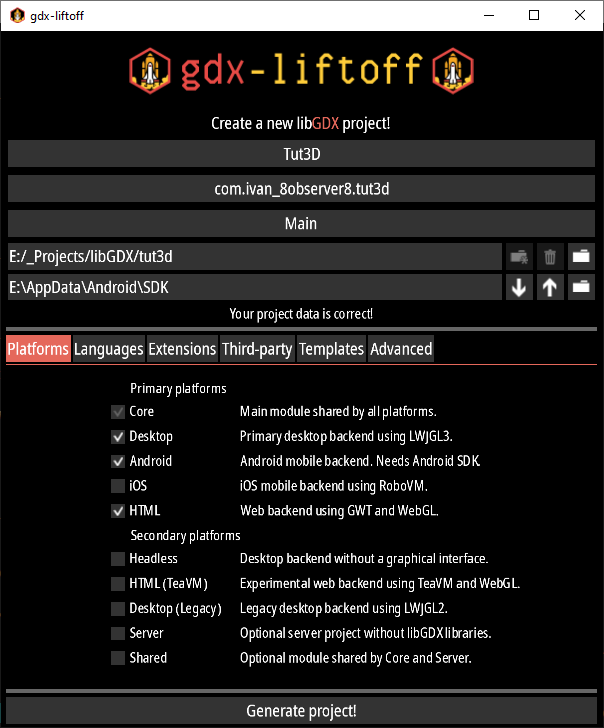 gdx-liftoff
gdx-liftoff
Create a new libGDX project!
Tut3D
com.ivan_8observer8.tut3d
Main
E:/_Projects/libGDX/tut3d
E:\AppData\Android\SDK
Your project data is correct!
Platforms Languages Extensions Third-party Templates Advanced
Primary platforms
Core Main module shared by all platforms.
Desktop Primary desktop backend using LWJGL3.
Android Android mobile backend. Needs Android SDK.
iOS iOS mobile backend using RoboVM.
HTML Web backend using GWT and WebGL.
Secondary platforms
Headless Desktop backend without a graphical interface.
HTML (TeaVM) Experimental web backend using TeaVM and WebGL.
Desktop (Legacy) Legacy desktop backend using LWJGL2.
Server Optional server project without libGDX libraries.
Shared Optional module shared by Core and Server.
Generate project!